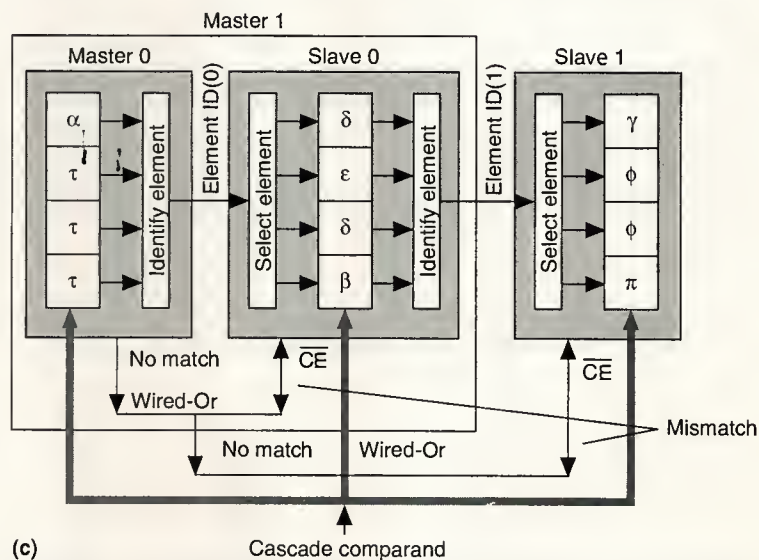 Master 1
Master 0
Slave 0
Slave 1
Element ID(0)
Element ID(1)
α
τ
τ
τ
Identify element
Select element
δ
ε
δ
β
Identify element
Select element
γ
ϕ
ϕ
π
No match
CE
CE
Wired-Or
Mismatch
No match
Wired-Or
(c)
Cascade comparand